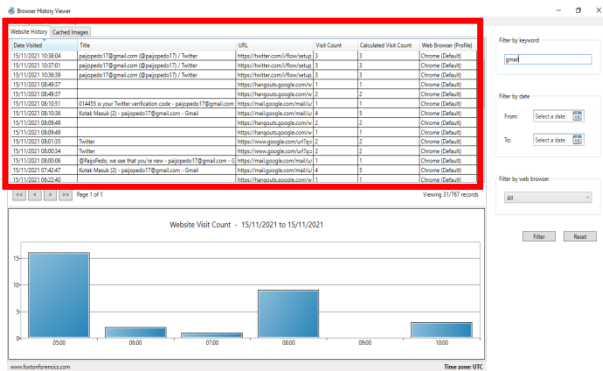 Browser History Viewer
Website History Cached Images
Date Visited Title URL Visit Count Calculated Visit Count Web Browser (Profile)
15/11/2021 10:38:04 paijopedo17@gmail.com (@paijopedo17) / Twitter https://twitter.com/i/flow/setup 3 3 Chrome (Default)
15/11/2021 10:37:01 paijopedo17@gmail.com (@paijopedo17) / Twitter https://twitter.com/i/flow/setup 3 3 Chrome (Default)
15/11/2021 10:36:39 paijopedo17@gmail.com (@paijopedo17) / Twitter https://twitter.com/i/flow/setup 3 3 Chrome (Default)
15/11/2021 08:49:37 https://hangouts.google.com/w 1 1 Chrome (Default)
15/11/2021 08:49:37 https://hangouts.google.com/w 2 2 Chrome (Default)
15/11/2021 08:10:51 014455 is your Twitter verification code - paijopedo17@gmail.com https://mail.google.com/mail/u 1 1 Chrome (Default)
15/11/2021 08:10:36 Kotak Masuk (2) - paijopedo17@gmail.com - Gmail https://mail.google.com/mail/u 4 5 Chrome (Default)
15/11/2021 08:09:49 https://hangouts.google.com/w 2 2 Chrome (Default)
15/11/2021 08:09:49 https://hangouts.google.com/w 1 1 Chrome (Default)
15/11/2021 08:01:35 Twitter https://www.google.com/url?q= 2 2 Chrome (Default)
15/11/2021 08:00:34 Twitter https://www.google.com/url?q= 2 2 Chrome (Default)
15/11/2021 08:00:06 @PaijoPedo, we see that you're new - paijopedo17@gmail.com - G https://mail.google.com/mail/u 1 1 Chrome (Default)
15/11/2021 07:42:47 Kotak Masuk (2) - paijopedo17@gmail.com - Gmail https://mail.google.com/mail/u 4 5 Chrome (Default)
15/11/2021 06:22:40 https://hangouts.google.com/w 1 1 Chrome (Default)
<< < > >> Page 1 of 1 Viewing 31/767 records
Website Visit Count - 15/11/2021 to 15/11/2021
15
10
5
0
05:00 06:00 07:00 08:00 09:00 10:00
www.foxtonforensics.com Time zone: UTC
Filter by keyword
gmail
Filter by date
From: Select a date 15
To: Select a date 15
Filter by web browser
All
Filter Reset